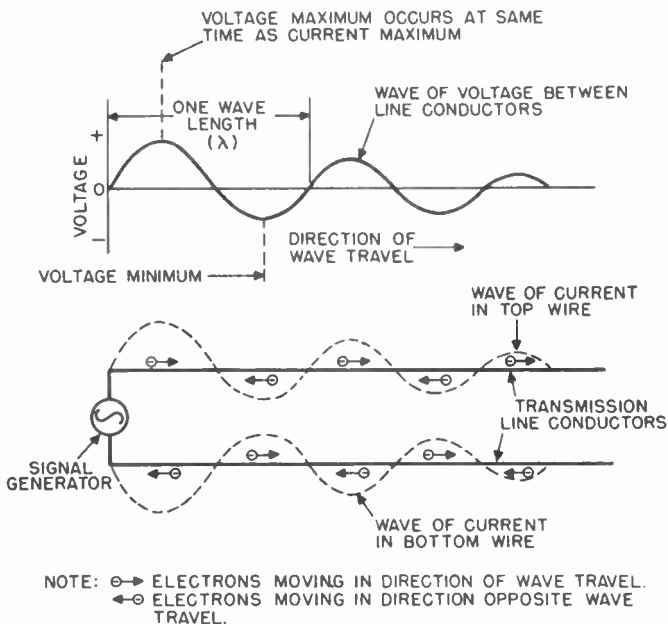 VOLTAGE MAXIMUM OCCURS AT SAME
TIME AS CURRENT MAXIMUM
ONE WAVE
LENGTH
(λ)
WAVE OF VOLTAGE BETWEEN
LINE CONDUCTORS
+
VOLTAGE
0
–
DIRECTION OF
WAVE TRAVEL
VOLTAGE MINIMUM
WAVE OF CURRENT
IN TOP WIRE
TRANSMISSION
LINE CONDUCTORS
SIGNAL
GENERATOR
WAVE OF CURRENT
IN BOTTOM WIRE
NOTE: ⊖→ ELECTRONS MOVING IN DIRECTION OF WAVE TRAVEL.
←⊖ ELECTRONS MOVING IN DIRECTION OPPOSITE WAVE
TRAVEL.